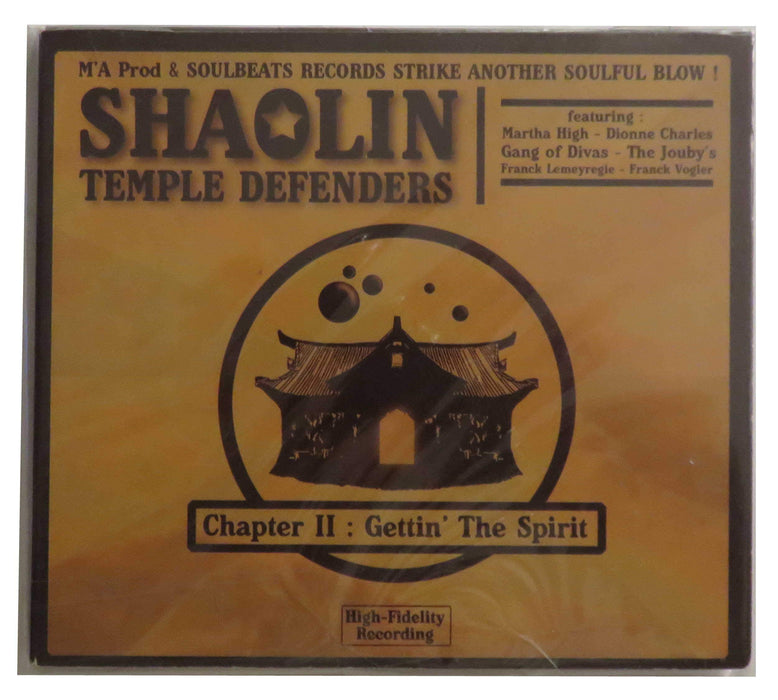 M'A Prod & SOULBEATS RECORDS STRIKE ANOTHER SOULFUL BLOW !
SHAOLIN
TEMPLE DEFENDERS
featuring :
Martha High - Dionne Charles
Gang of Divas - The Jouby's
Franck Lemeyregie - Franck Vogler
Chapter II : Gettin' The Spirit
High-Fidelity
Recording